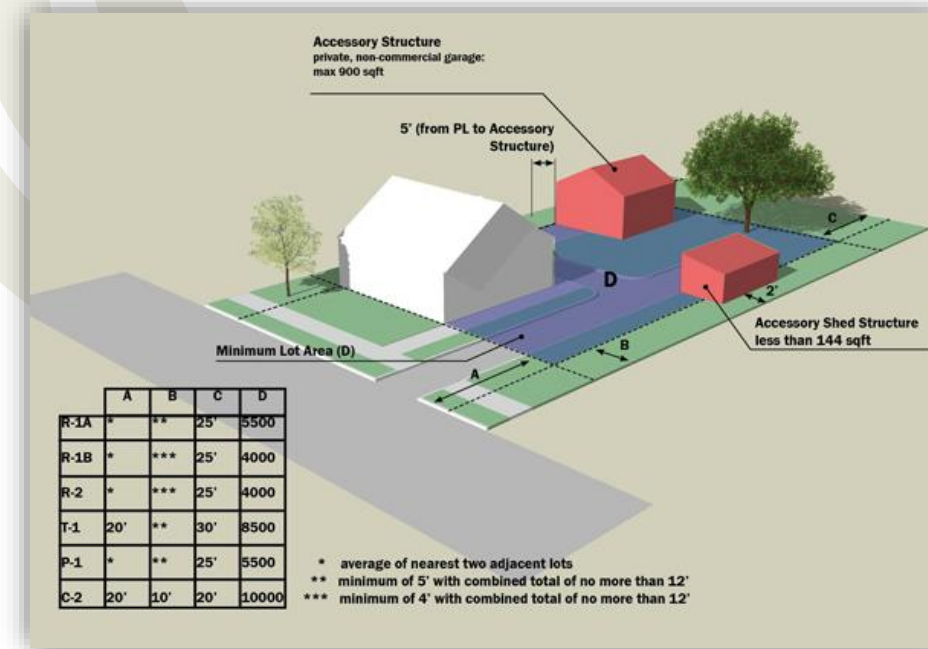 Accessory Structure
private, non-commercial garage:
max 900 sqft
5' (from PL to Accessory
Structure)
C
D
2'
Accessory Shed Structure
less than 144 sqft
Minimum Lot Area (D)
B
A
A B C D
R-1A * ** 25' 5500
R-1B * *** 25' 4000
R-2 * *** 25' 4000
T-1 20' ** 30' 8500
P-1 * ** 25' 5500
C-2 20' 10' 20' 10000
* average of nearest two adjacent lots
** minimum of 5' with combined total of no more than 12'
*** minimum of 4' with combined total of no more than 12'